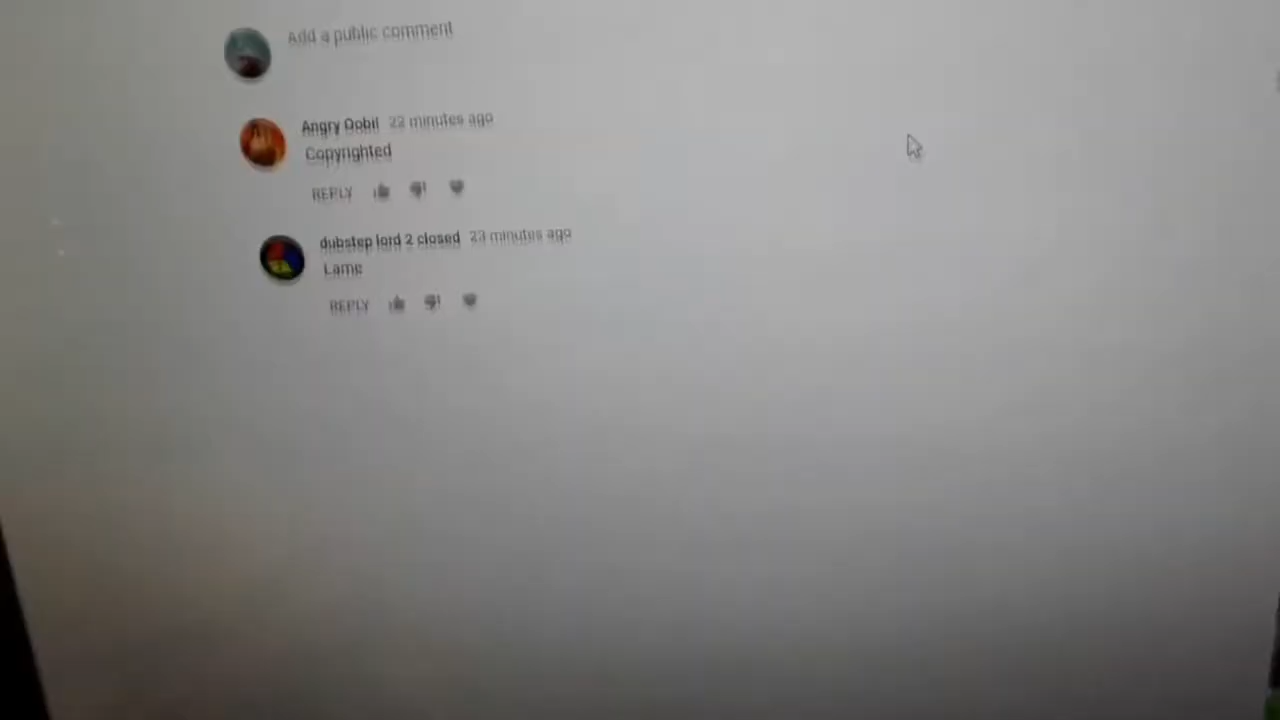 Add a public comment
Angry Oobil 22 minutes ago
Copyrighted
REPLY
dubstep lord 2 closed 23 minutes ago
Lame
REPLY